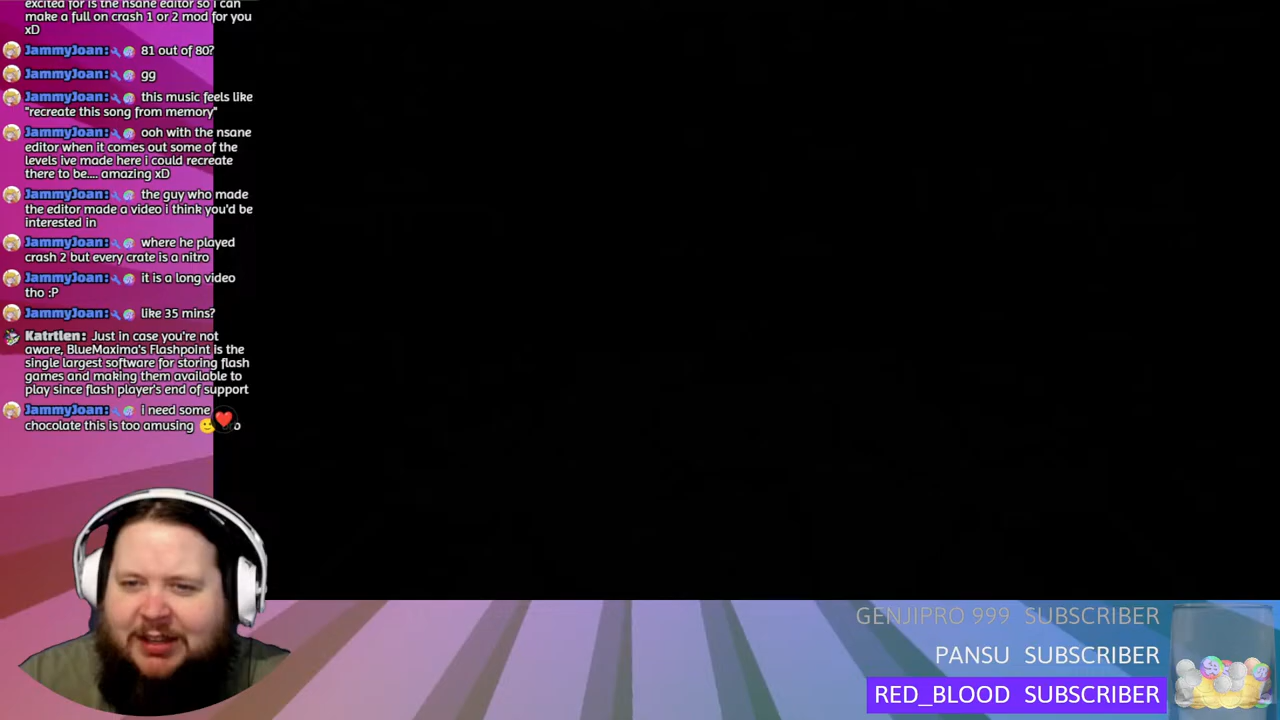 excited for is the nsane editor so i can
make a full on crash 1 or 2 mod for you
xD
JammyJoan: 81 out of 80?
JammyJoan: gg
JammyJoan: this music feels like
"recreate this song from memory"
JammyJoan: ooh with the nsane
editor when it comes out some of the
levels ive made here i could recreate
there to be.... amazing xD
JammyJoan: the guy who made
the editor made a video i think you'd be
interested in
JammyJoan: where he played
crash 2 but every crate is a nitro
JammyJoan: it is a long video
tho :P
JammyJoan: like 35 mins?
Katrtlen: Just in case you're not
aware, BlueMaxima's Flashpoint is the
single largest software for storing flash
games and making them available to
play since flash player's end of support
JammyJoan: i need some
chocolate this is too amusing
GENJIPRO 999 SUBSCRIBER
PANSU SUBSCRIBER
RED_BLOOD SUBSCRIBER